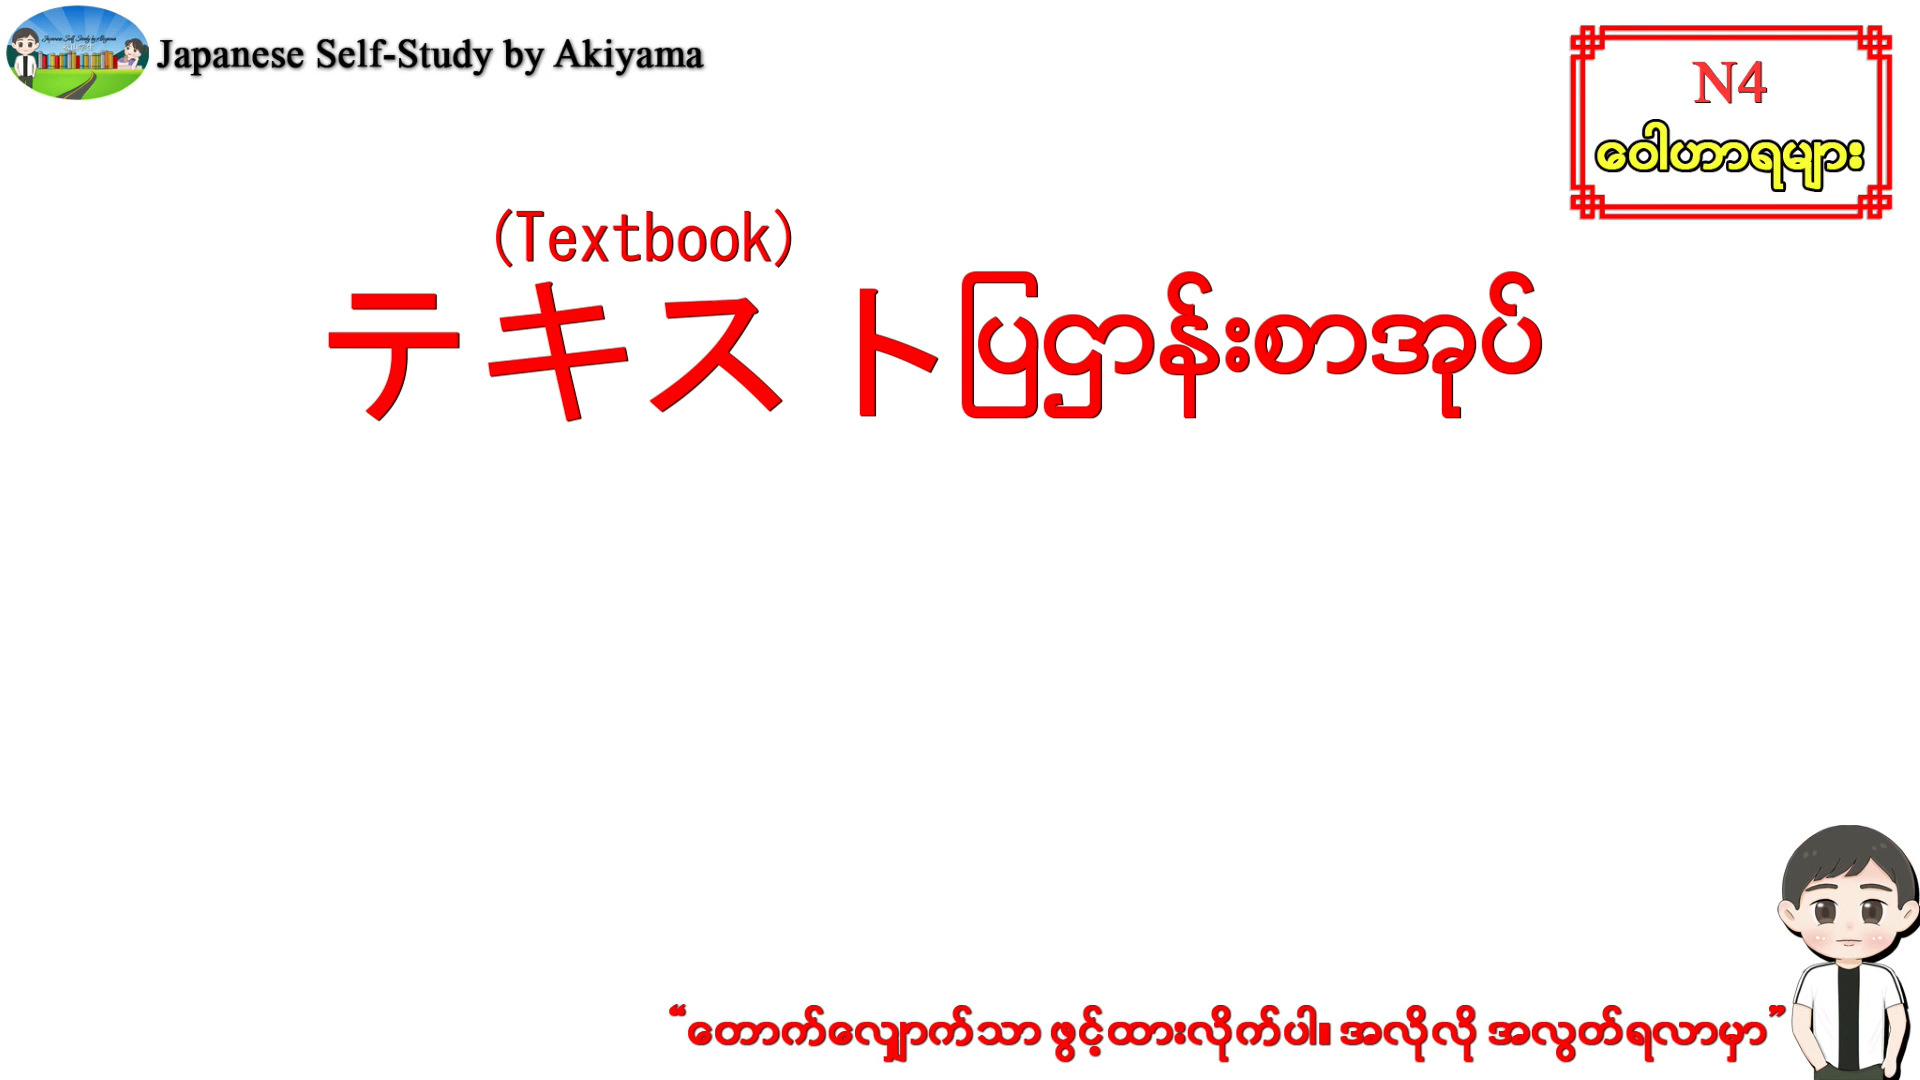 Japanese Self-Study by Akiyama
N4
ဝေါဟာရများ
(Textbook)
テキスト ပြဋ္ဌာန်းစာအုပ်
“တောက်လျှောက်သာ ဖွင့်ထားလိုက်ပါ။ အလိုလို အလွတ်ရလာမှာ”